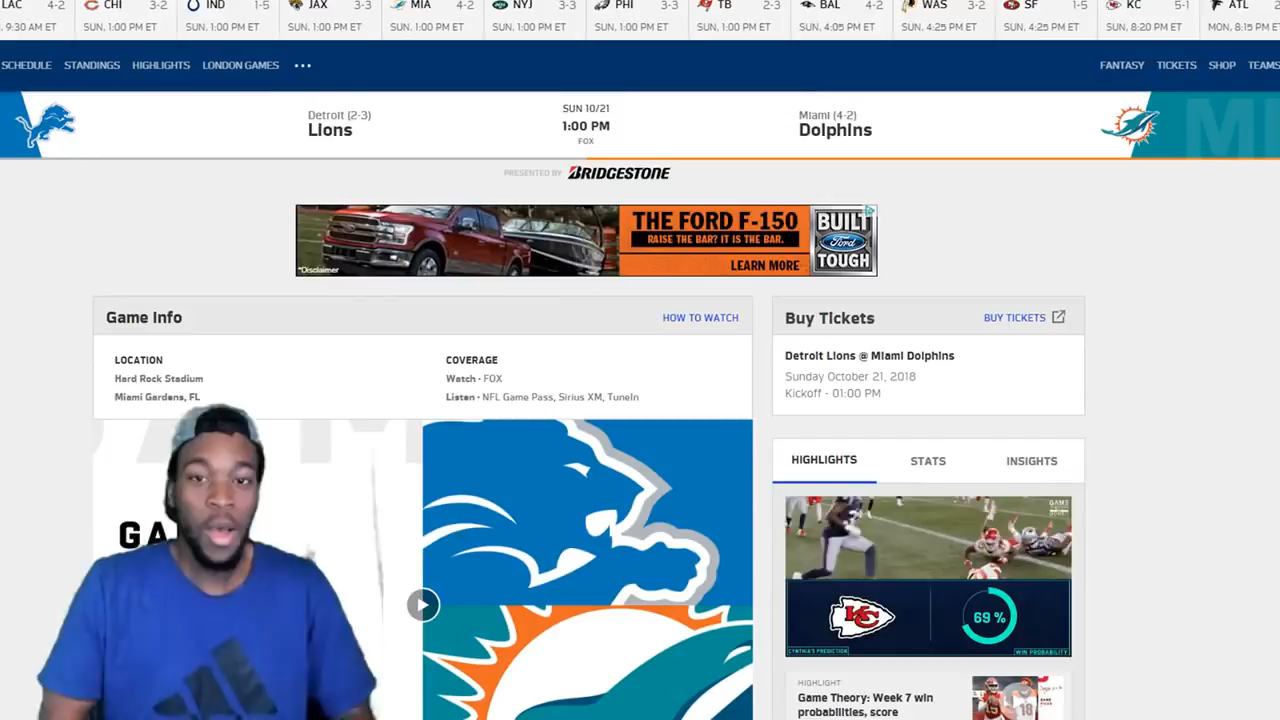 LAC 4-2 CHI 3-2 IND 1-5 JAX 3-3 MIA 4-2 NYJ 3-3 PHI 3-3 TB 2-3 BAL 4-2 WAS 3-2 SF 1-5 KC 5-1 ATL
, 9:30 AM ET SUN, 1:00 PM ET SUN, 1:00 PM ET SUN, 1:00 PM ET SUN, 1:00 PM ET SUN, 1:00 PM ET SUN, 1:00 PM ET SUN, 1:00 PM ET SUN, 4:05 PM ET SUN, 4:25 PM ET SUN, 4:25 PM ET SUN, 8:20 PM ET MON, 8:15 PM ET
SCHEDULE STANDINGS HIGHLIGHTS LONDON GAMES ••• FANTASY TICKETS SHOP TEAMS
SUN 10/21
Detroit (2-3) Miami (4-2)
Lions 1:00 PM Dolphins
FOX
MI
PRESENTED BY BRIDGESTONE
THE FORD F-150
RAISE THE BAR? IT IS THE BAR.
LEARN MORE
*Disclaimer
BUILT
Ford
TOUGH
Game Info HOW TO WATCH
LOCATION COVERAGE
Hard Rock Stadium Watch • FOX
Miami Gardens, FL Listen • NFL Game Pass, Sirius XM, TuneIn
GA
Buy Tickets BUY TICKETS
Detroit Lions @ Miami Dolphins
Sunday October 21, 2018
Kickoff - 01:00 PM
HIGHLIGHTS STATS INSIGHTS
GAME
KC 69 %
CYNTHIA'S PREDICTION WIN PROBABILITY
HIGHLIGHT
Game Theory: Week 7 win
probabilities, score